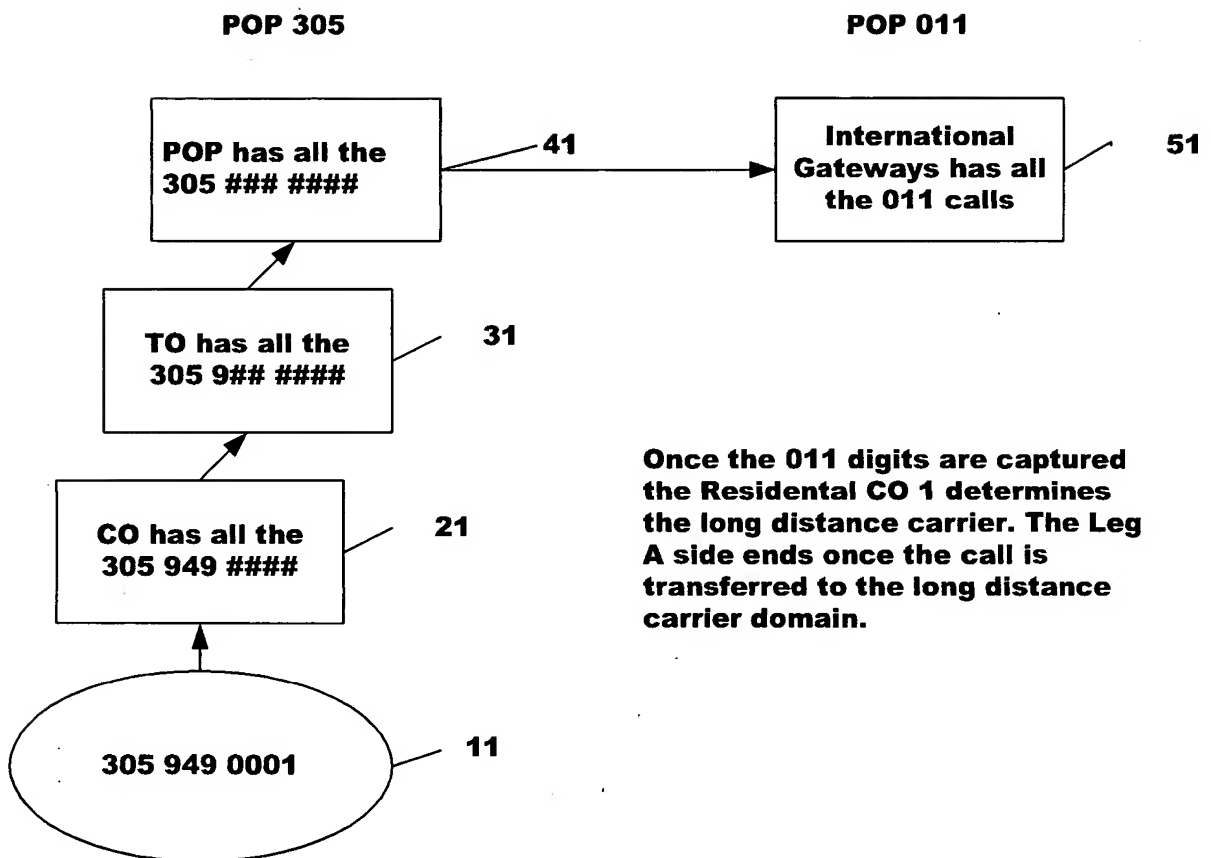 POP 305
POP 011
POP has all the
305 ### ####
41
International
Gateways has all
the 011 calls
51
TO has all the
305 9## ####
31
CO has all the
305 949 ####
21
Once the 011 digits are captured
the Residental CO 1 determines
the long distance carrier. The Leg
A side ends once the call is
transferred to the long distance
carrier domain.
305 949 0001
11